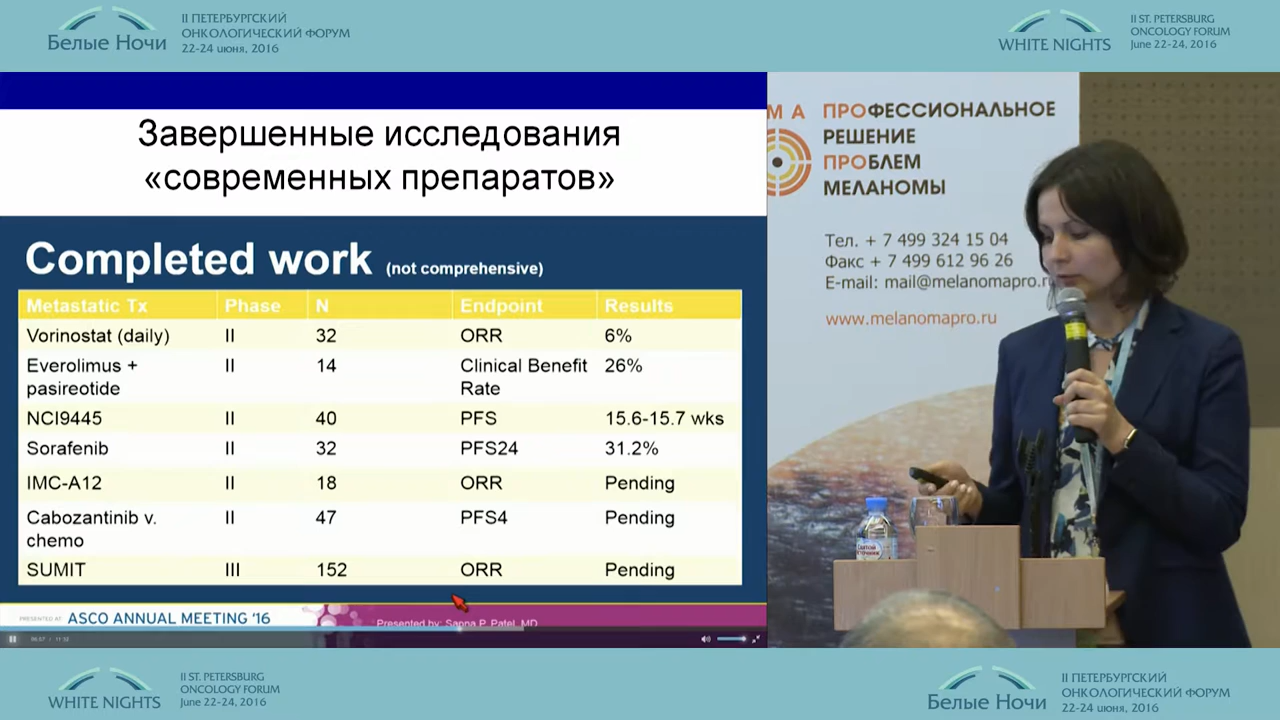 Белые Ночи
II ПЕТЕРБУРГСКИЙ
ОНКОЛОГИЧЕСКИЙ ФОРУМ
22-24 июня, 2016
WHITE NIGHTS
II ST. PETERSBURG
ONCOLOGY FORUM
June 22-24, 2016
Завершенные исследования
«современных препаратов»
Completed work (not comprehensive)
Metastatic Tx Phase N Endpoint Results
Vorinostat (daily) II 32 ORR 6%
Everolimus + pasireotide II 14 Clinical Benefit Rate 26%
NCI9445 II 40 PFS 15.6-15.7 wks
Sorafenib II 32 PFS24 31.2%
IMC-A12 II 18 ORR Pending
Cabozantinib v. chemo II 47 PFS4 Pending
SUMIT III 152 ORR Pending
PRESENTED AT: ASCO ANNUAL MEETING '16
Presented by: Sapna P. Patel, MD
М А
ПРОФЕССИОНАЛЬНОЕ
РЕШЕНИЕ
ПРОБЛЕМ
МЕЛАНОМЫ
Тел. + 7 499 324 15 04
Факс + 7 499 612 96 26
E-mail: mail@melanomapro.r
www.melanomapro.ru
WHITE NIGHTS
II ST. PETERSBURG
ONCOLOGY FORUM
June 22-24, 2016
Белые Ночи
II ПЕТЕРБУРГСКИЙ
ОНКОЛОГИЧЕСКИЙ ФОРУМ
22-24 июня, 2016